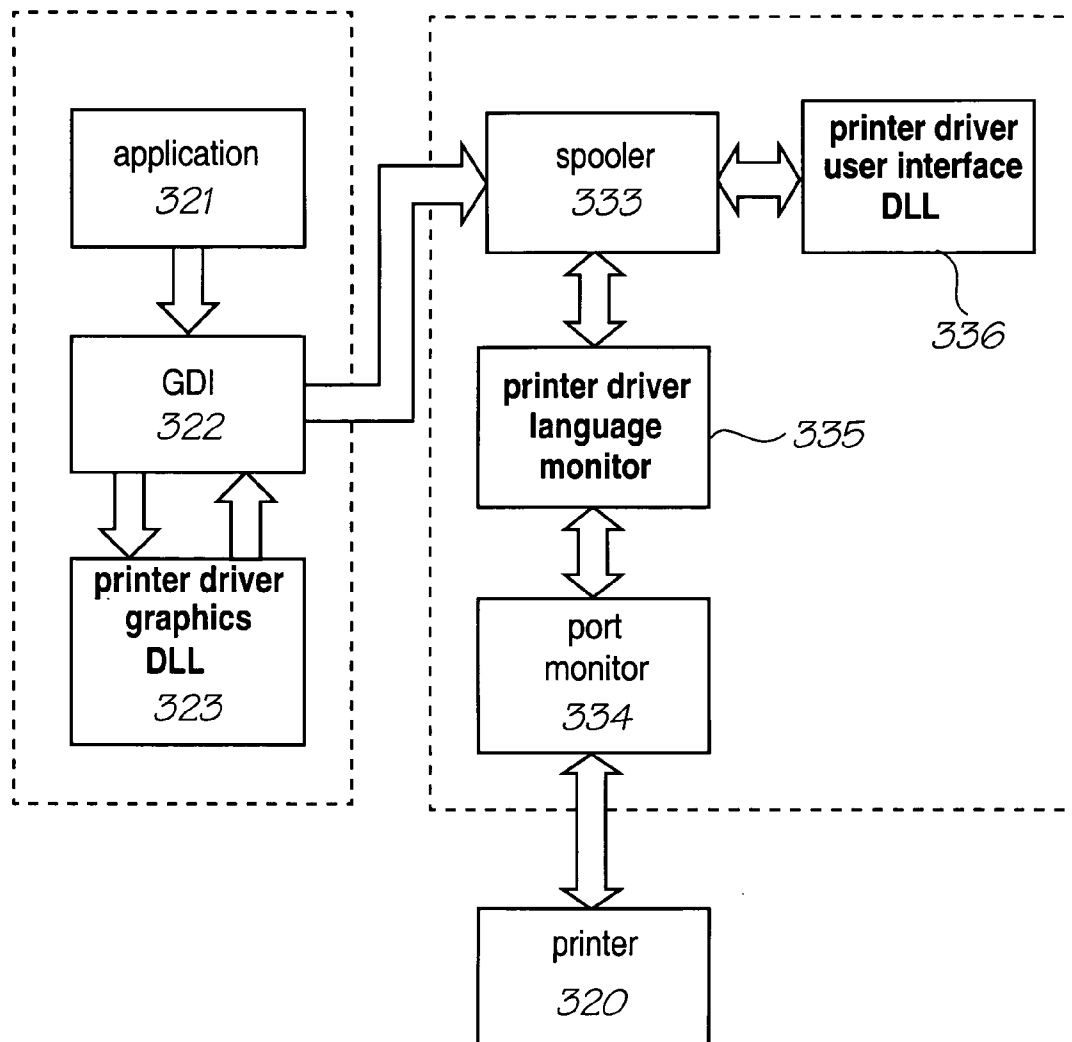 application
321
GDI
322
printer driver
graphics
DLL
323
spooler
333
printer driver
user interface
DLL
336
printer driver
language
monitor
335
port
monitor
334
printer
320